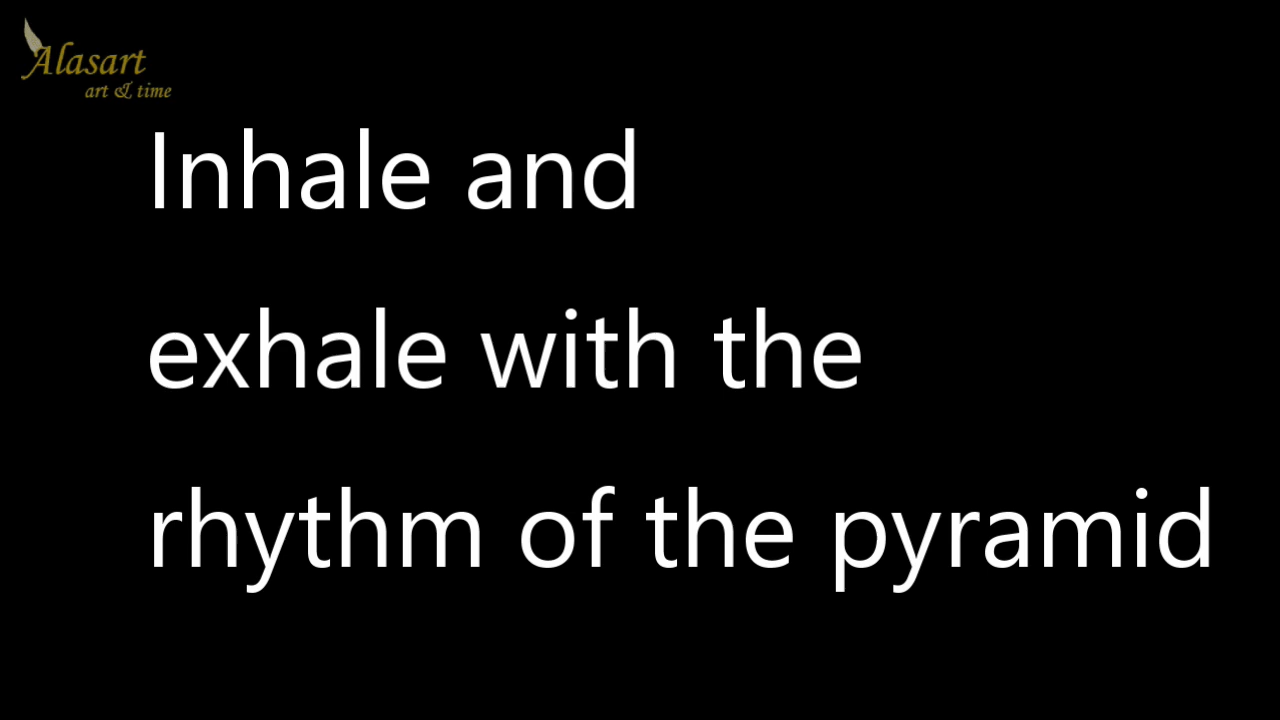 Alasart
art & time
Inhale and
exhale with the
rhythm of the pyramid